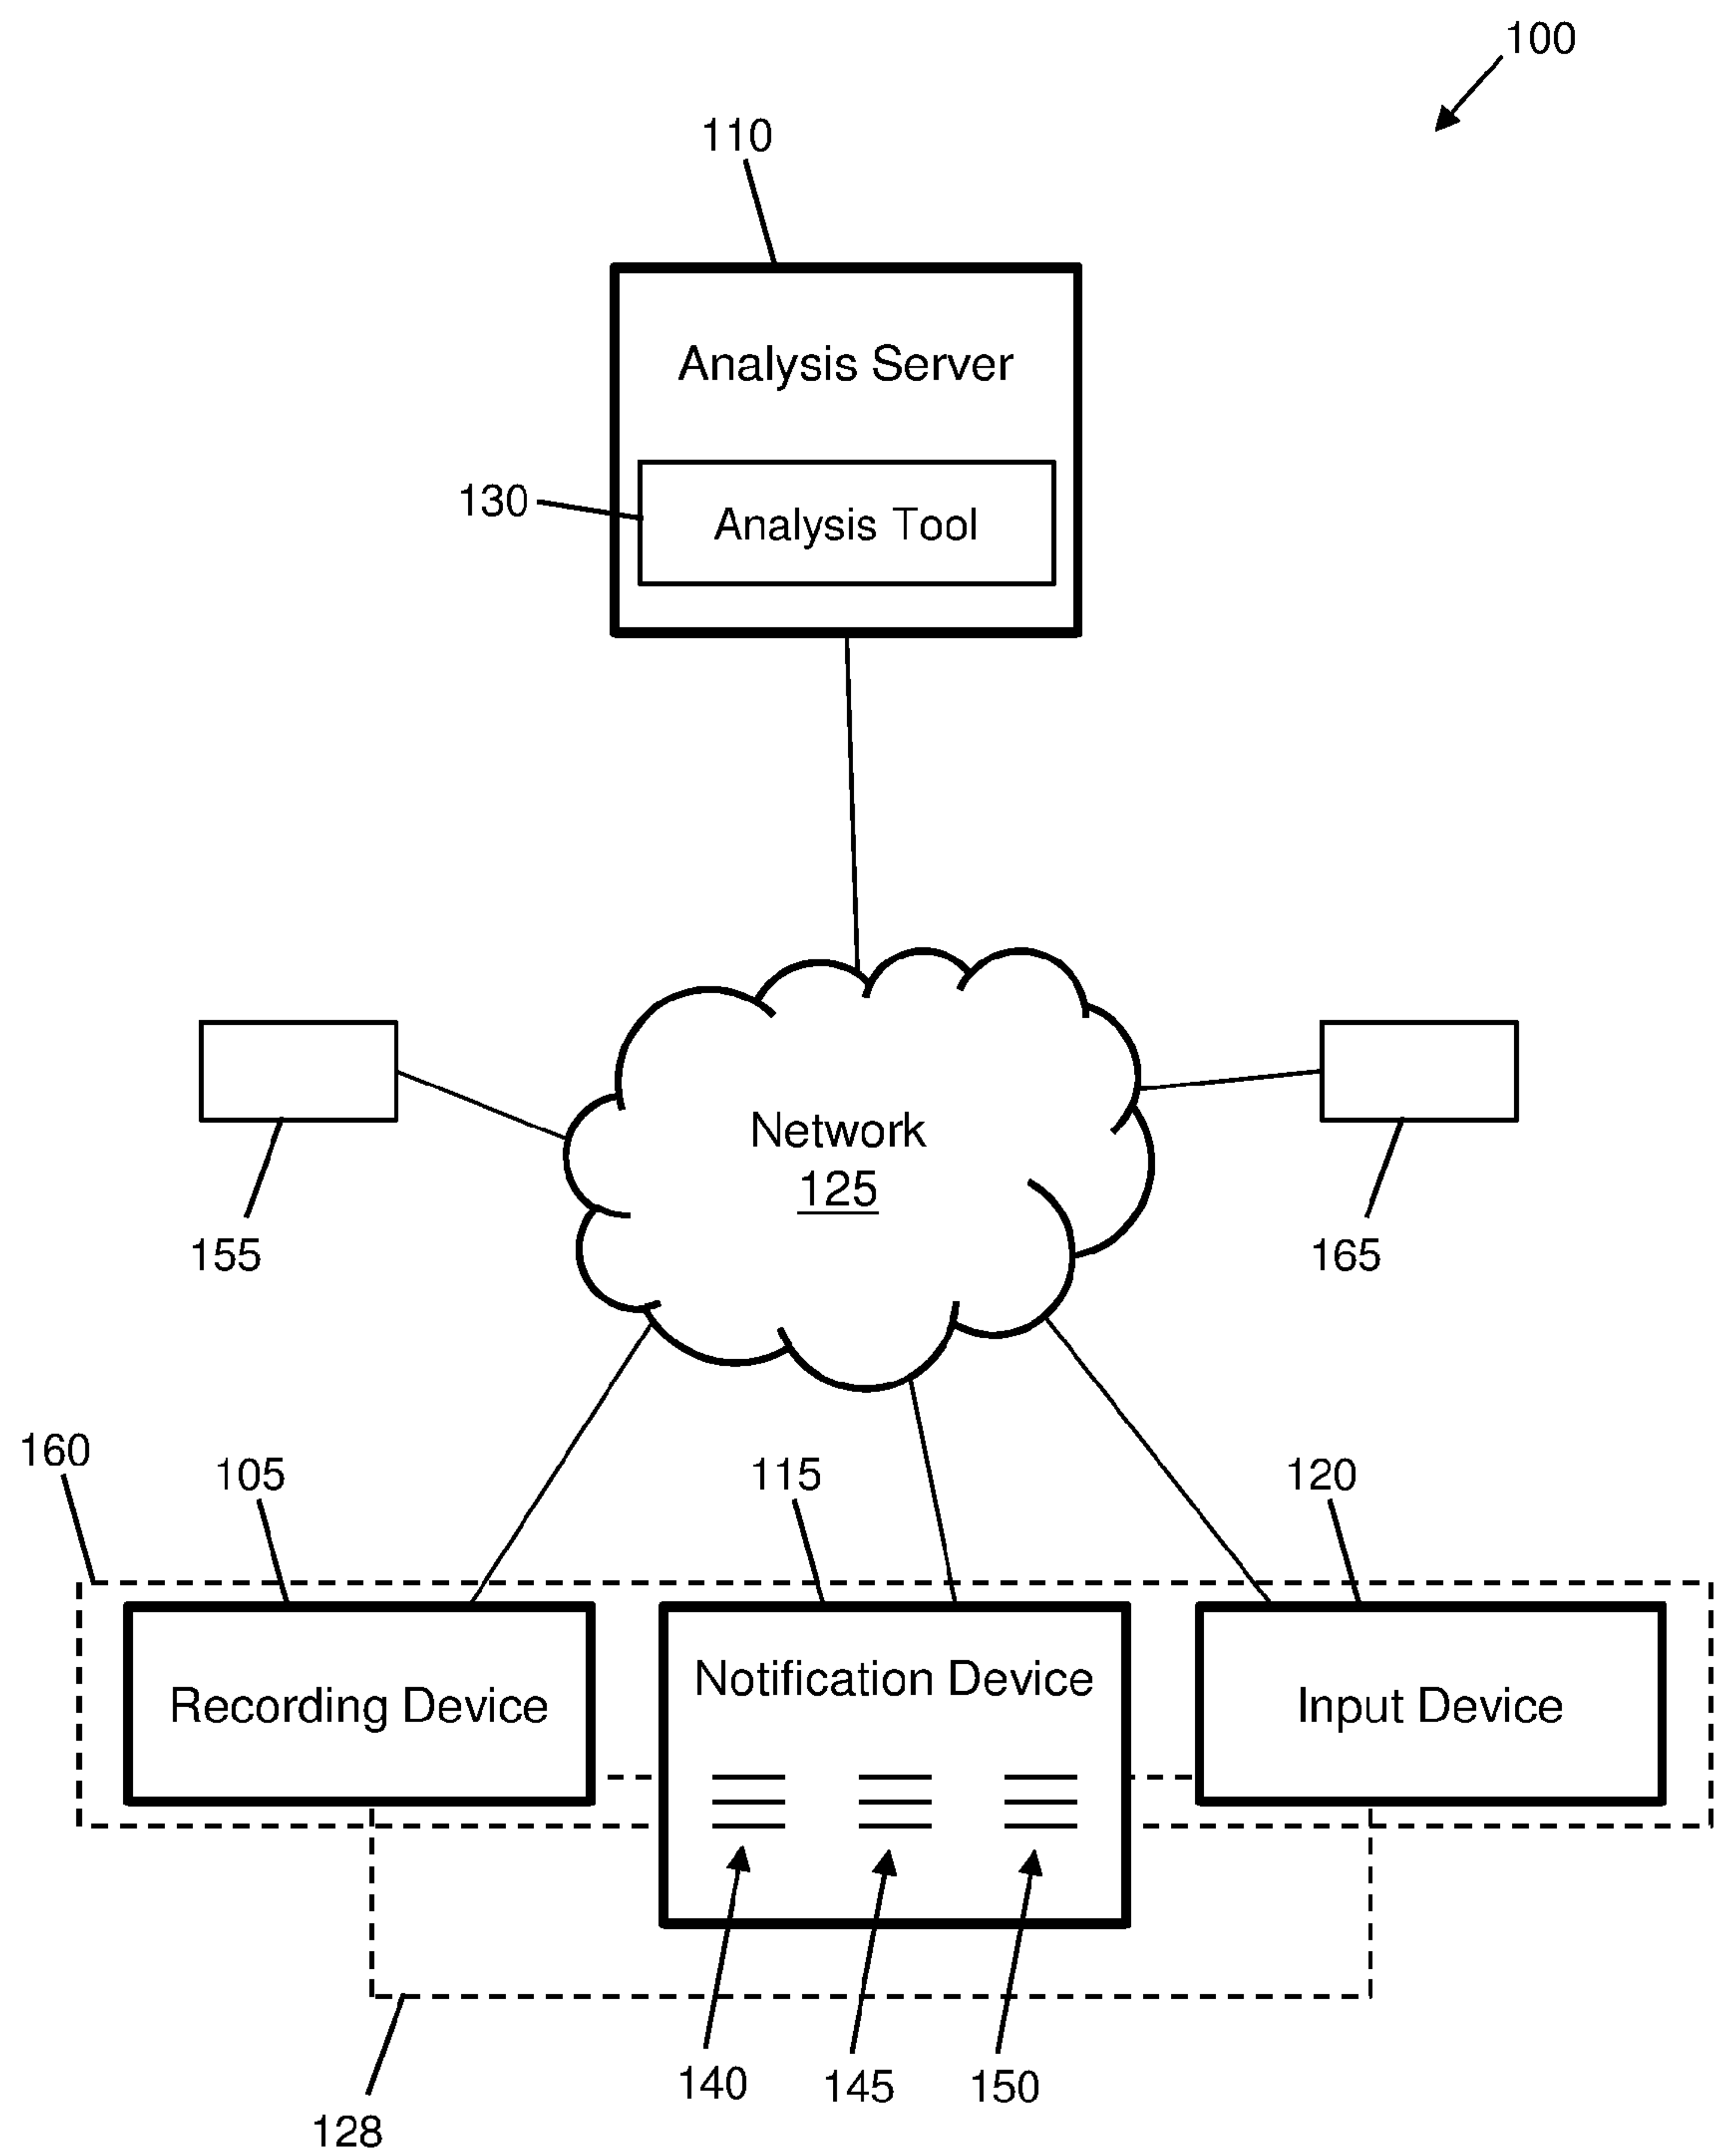 100
110
Analysis Server
130
Analysis Tool
Network
125
155
165
160
105
115
120
Recording Device
Notification Device
Input Device
140
145
150
128